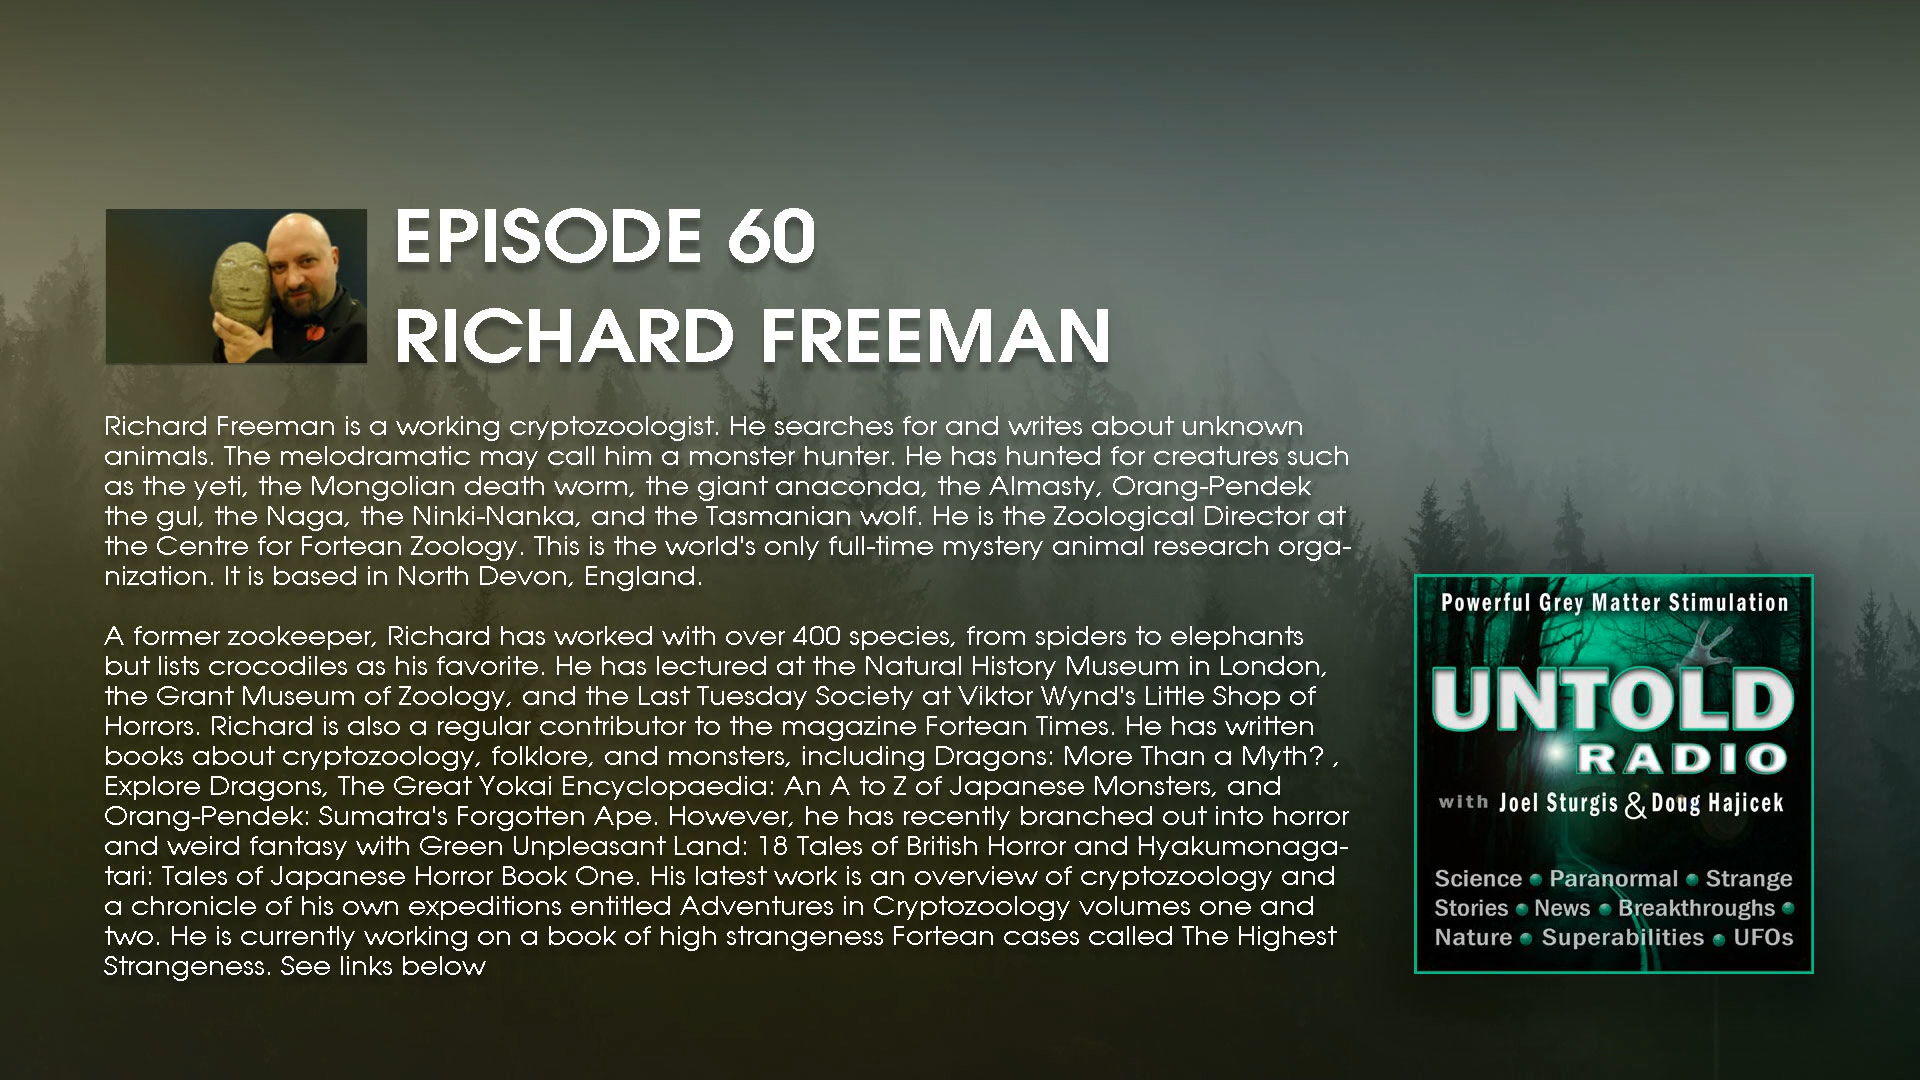 EPISODE 60
RICHARD FREEMAN
Richard Freeman is a working cryptozoologist. He searches for and writes about unknown
animals. The melodramatic may call him a monster hunter. He has hunted for creatures such
as the yeti, the Mongolian death worm, the giant anaconda, the Almasty, Orang-Pendek
the gul, the Naga, the Ninki-Nanka, and the Tasmanian wolf. He is the Zoological Director at
the Centre for Fortean Zoology. This is the world's only full-time mystery animal research orga-
nization. It is based in North Devon, England.
A former zookeeper, Richard has worked with over 400 species, from spiders to elephants
but lists crocodiles as his favorite. He has lectured at the Natural History Museum in London,
the Grant Museum of Zoology, and the Last Tuesday Society at Viktor Wynd's Little Shop of
Horrors. Richard is also a regular contributor to the magazine Fortean Times. He has written
books about cryptozoology, folklore, and monsters, including Dragons: More Than a Myth? ,
Explore Dragons, The Great Yokai Encyclopaedia: An A to Z of Japanese Monsters, and
Orang-Pendek: Sumatra's Forgotten Ape. However, he has recently branched out into horror
and weird fantasy with Green Unpleasant Land: 18 Tales of British Horror and Hyakumonaga-
tari: Tales of Japanese Horror Book One. His latest work is an overview of cryptozoology and
a chronicle of his own expeditions entitled Adventures in Cryptozoology volumes one and
two. He is currently working on a book of high strangeness Fortean cases called The Highest
Strangeness. See links below
Powerful Grey Matter Stimulation
UNTOLD
RADIO
with Joel Sturgis & Doug Hajicek
Science • Paranormal • Strange
Stories • News • Breakthroughs •
Nature • Superabilities • UFOs